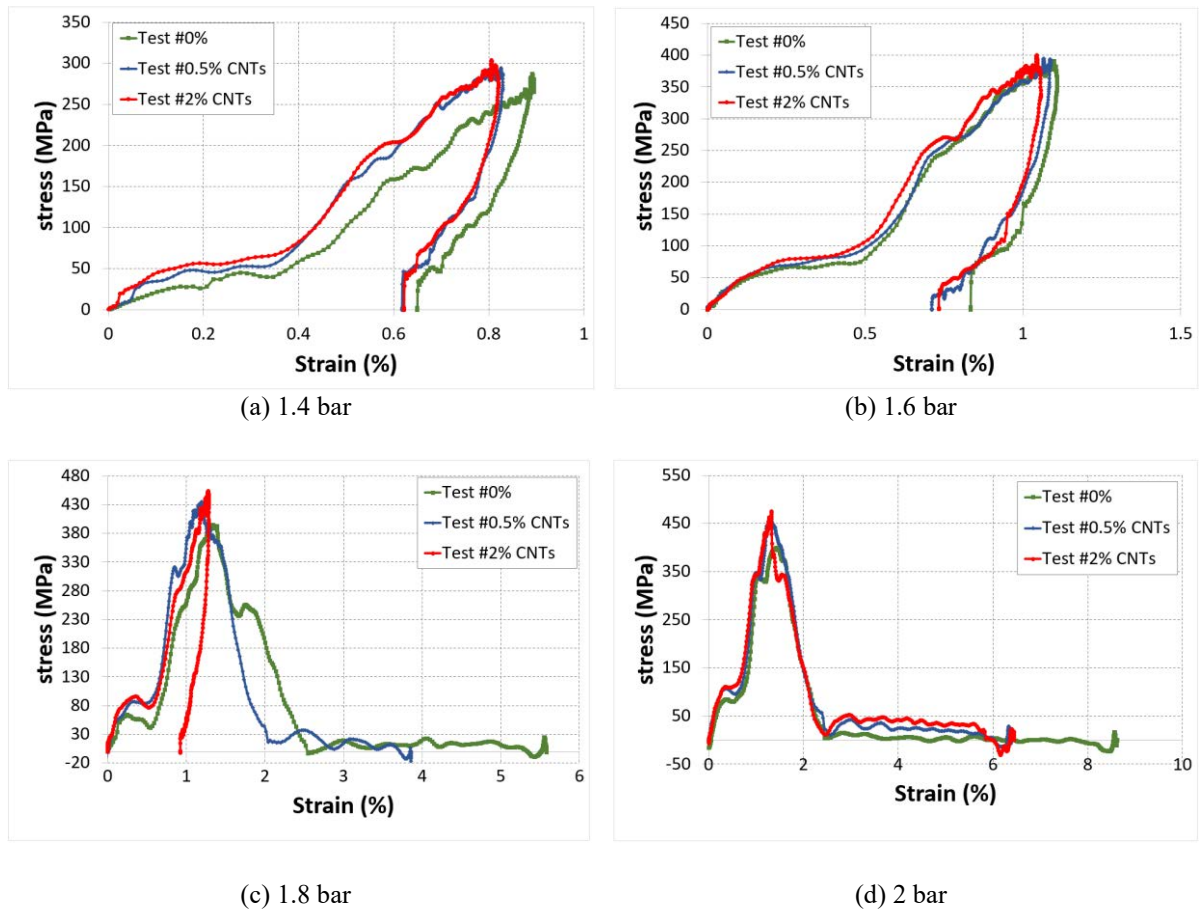 350
300
250
200
150
100
50
0
stress (MPa)
Test #0%
Test #0.5% CNTs
Test #2% CNTs
0 0.2 0.4 0.6 0.8 1
Strain (%)
(a) 1.4 bar
450
400
350
300
250
200
150
100
50
0
stress (MPa)
Test #0%
Test #0.5% CNTs
Test #2% CNTs
0 0.5 1 1.5
Strain (%)
(b) 1.6 bar
480
430
380
330
280
230
180
130
80
30
-20
stress (MPa)
Test #0%
Test #0.5% CNTs
Test #2% CNTs
0 1 2 3 4 5 6
Strain (%)
(c) 1.8 bar
550
450
350
250
150
50
-50
stress (MPa)
Test #0%
Test #0.5% CNTs
Test #2% CNTs
0 2 4 6 8 10
Strain (%)
(d) 2 bar